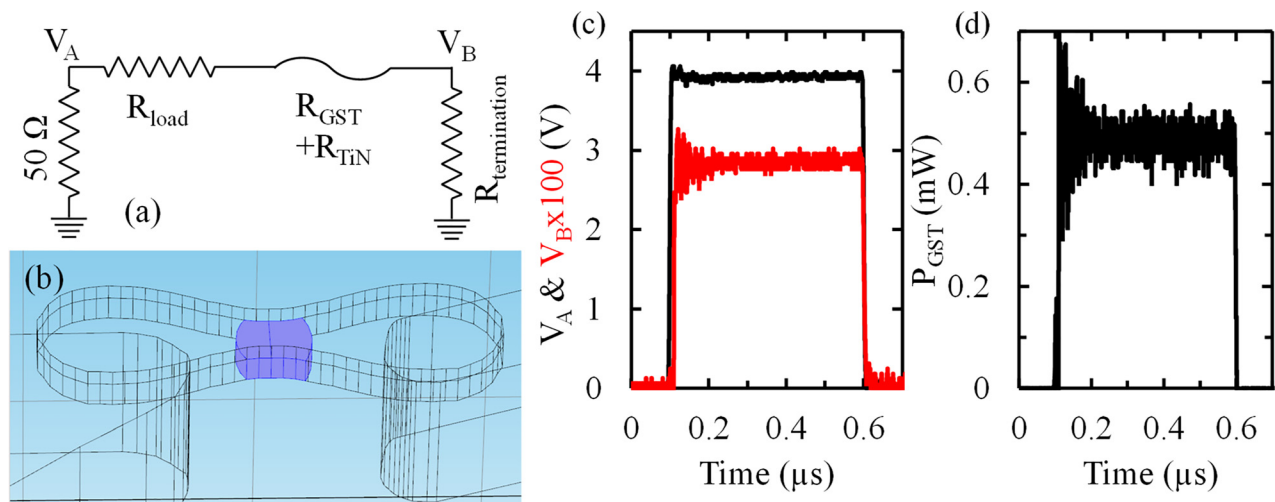 (a)
V_A
V_B
R_load
R_GST
+R_TiN
50 Ω
R_termination
(b)
(c)
V_A & V_Bx100 (V)
4
3
2
1
0
0
0.2
0.4
0.6
Time (µs)
(d)
P_GST (mW)
0.6
0.4
0.2
0
0
0.2
0.4
0.6
Time (µs)